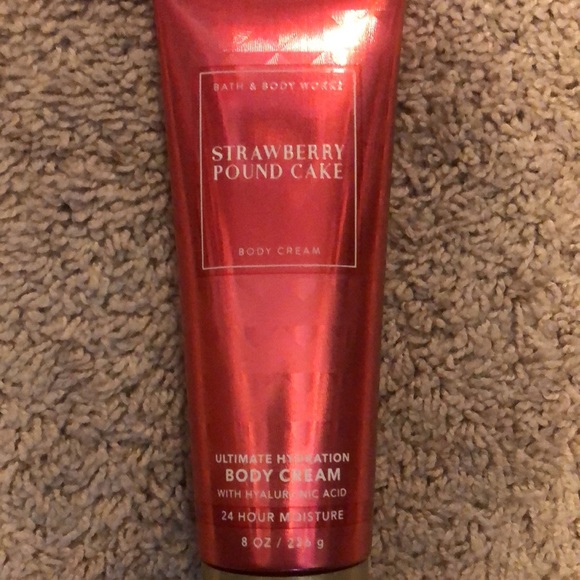 BATH & BODY WORKS
STRAWBERRY
POUND CAKE
BODY CREAM
ULTIMATE HYDRATION
BODY CREAM
WITH HYALURONIC ACID
24 HOUR MOISTURE
8 OZ / 226 g